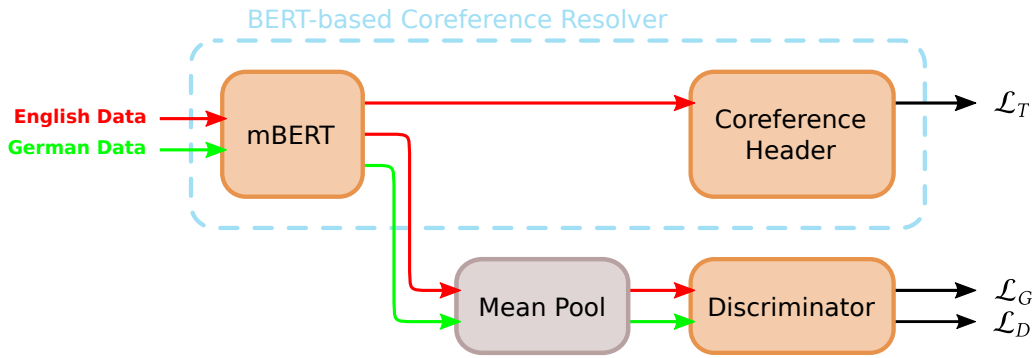 BERT-based Coreference Resolver
English Data
German Data
mBERT
Coreference
Header
ℒ_T
Mean Pool
Discriminator
ℒ_G
ℒ_D